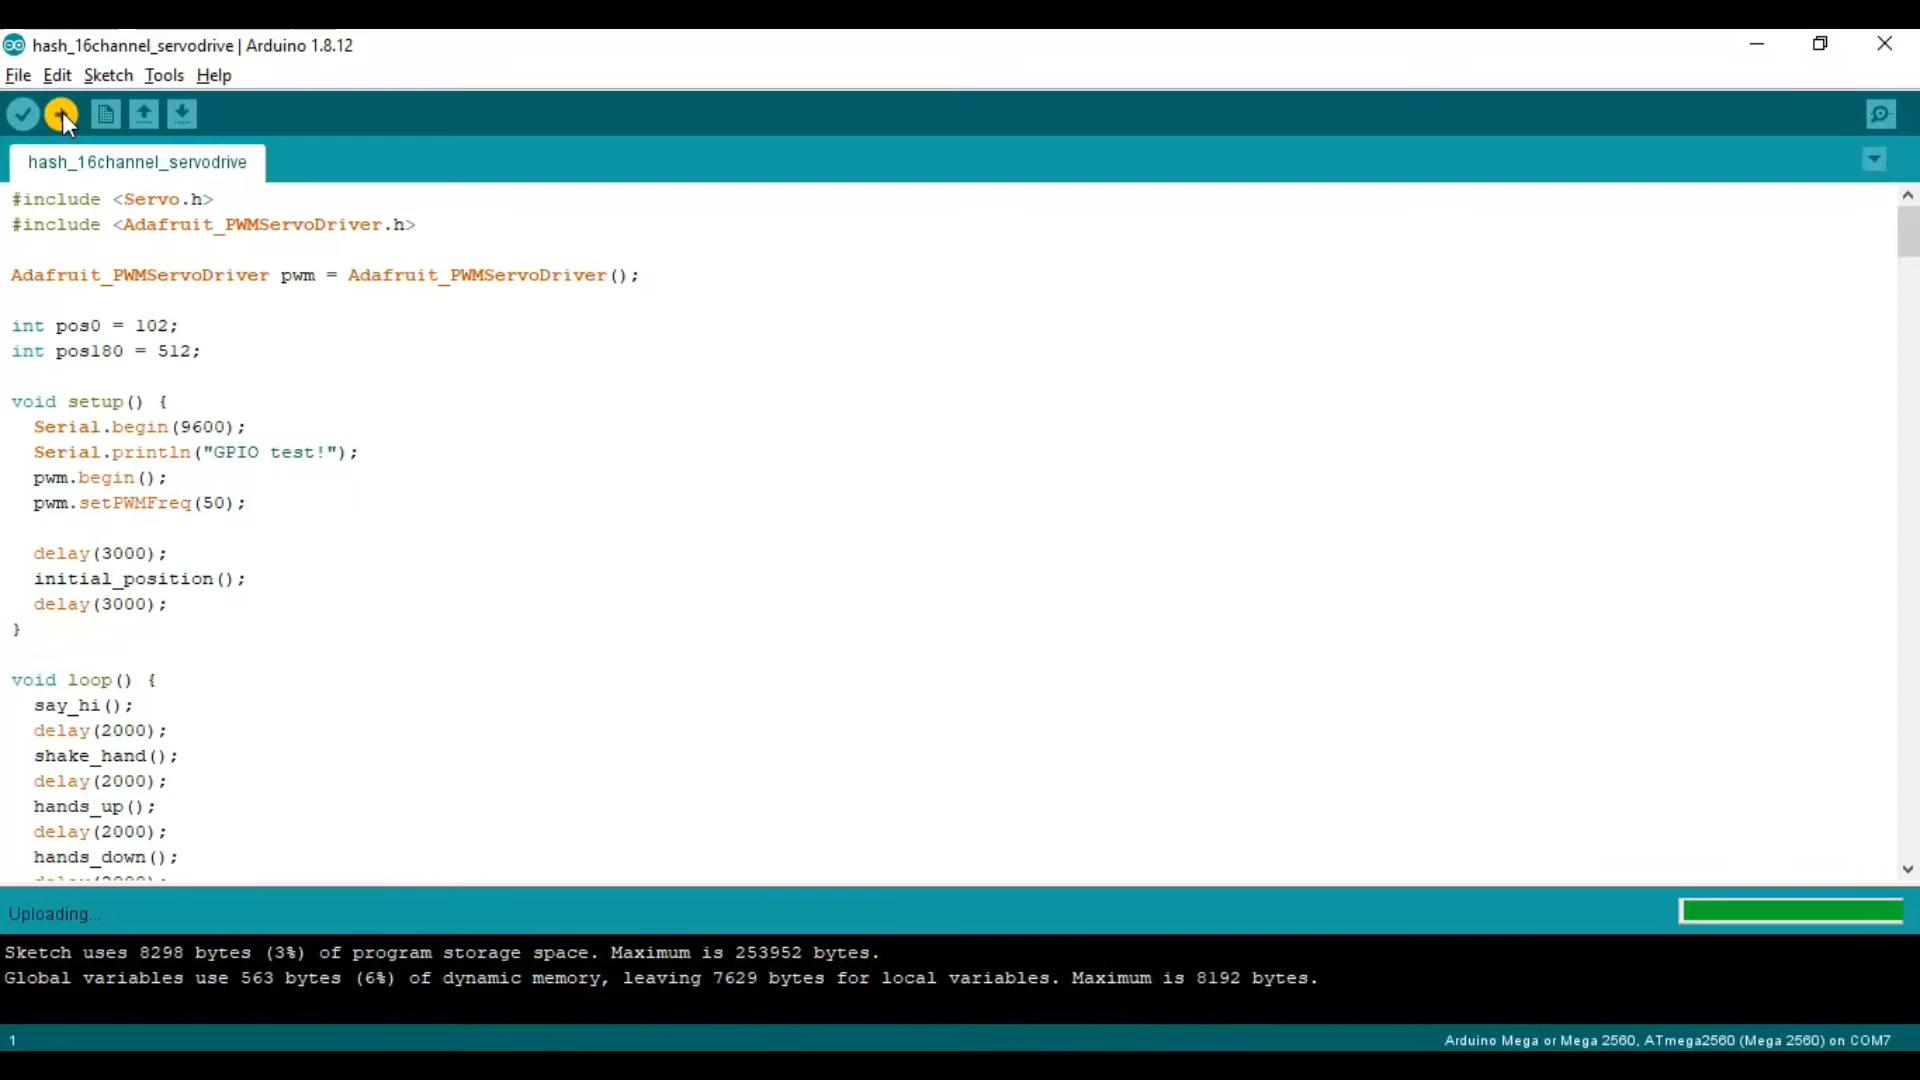 hash_16channel_servodrive | Arduino 1.8.12
File Edit Sketch Tools Help
hash_16channel_servodrive
#include <Servo.h>
#include <Adafruit_PWMServoDriver.h>
Adafruit_PWMServoDriver pwm = Adafruit_PWMServoDriver();
int pos0 = 102;
int pos180 = 512;
void setup() {
Serial.begin(9600);
Serial.println("GPIO test!");
pwm.begin();
pwm.setPWMFreq(50);
delay(3000);
initial_position();
delay(3000);
}
void loop() {
say_hi();
delay(2000);
shake_hand();
delay(2000);
hands_up();
delay(2000);
hands_down();
Uploading...
Sketch uses 8298 bytes (3%) of program storage space. Maximum is 253952 bytes.
Global variables use 563 bytes (6%) of dynamic memory, leaving 7629 bytes for local variables. Maximum is 8192 bytes.
1
Arduino Mega or Mega 2560, ATmega2560 (Mega 2560) on COM7